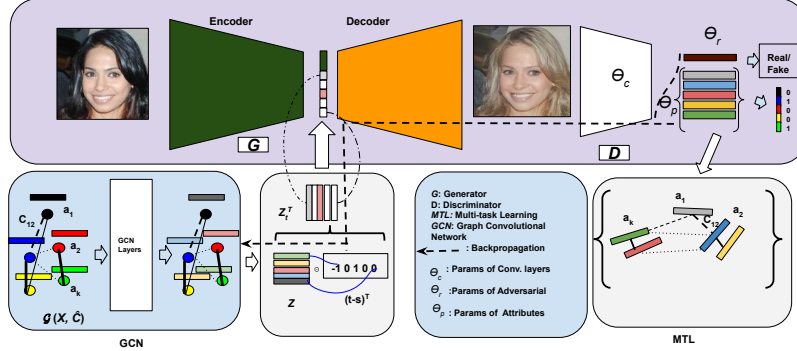 Encoder
Decoder
G
D
Θc
Θr
Θp
Real/
Fake
0
1
0
0
1
C12
a1
a2
ak
GCN
Layers
G (X, Ĉ)
GCN
ZtT
Z
⊙
-1 0 1 0 0
(t-s)T
G: Generator
D: Discriminator
MTL: Multi-task Learning
GCN: Graph Convolutional
Network
: Backpropagation
Θc : Params of Conv. layers
Θr : Params of Adversarial
Θp : Params of Attributes
a1
ak
C12
a2
MTL